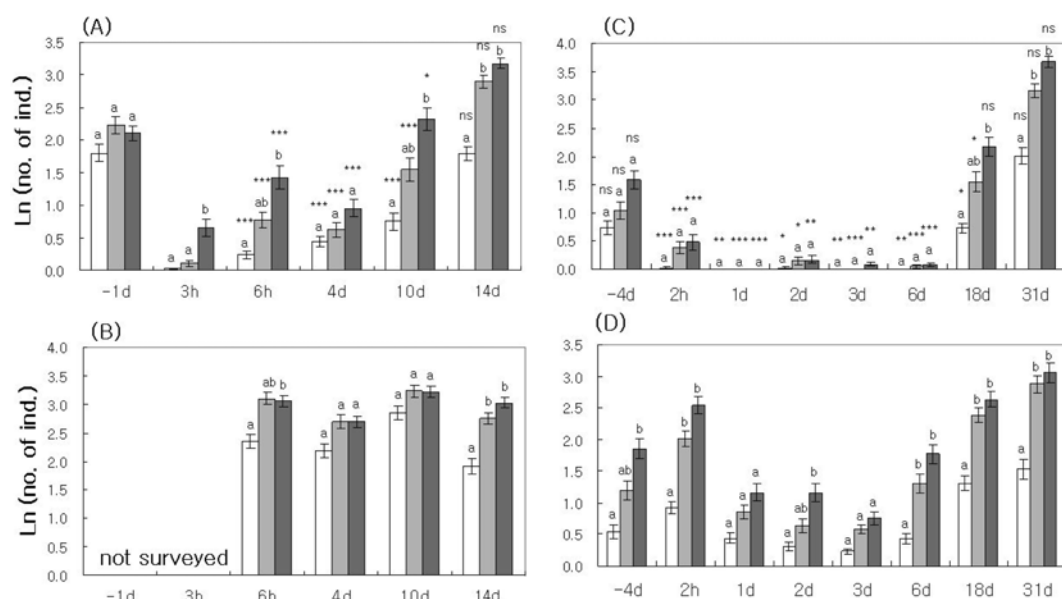 (A)
Ln (no. of ind.)
3.5
3.0
2.5
2.0
1.5
1.0
0.5
0.0
a a a
a a b
*** *** ***
a ab b
*** *** ***
a a a
*** *** *
a a b
ns ns ns
a b b
-1d 3h 6h 4d 10d 14d
(C)
4.0
3.5
3.0
2.5
2.0
1.5
1.0
0.5
0.0
ns ns ns
a a a
*** *** ***
a a a
** *** ***
a a a
* * **
a a a
** *** **
a a a
** *** ***
a a a
* * ns
a ab b
ns ns ns
a b b
-4d 2h 1d 2d 3d 6d 18d 31d
(B)
Ln (no. of ind.)
4.0
3.5
3.0
2.5
2.0
1.5
1.0
0.5
0.0
not surveyed
a ab b
a a a
a a a
a b b
-1d 3h 6h 4d 10d 14d
(D)
3.5
3.0
2.5
2.0
1.5
1.0
0.5
0.0
a ab b
a b b
a a a
a ab b
a a a
a b b
a b b
a b b
-4d 2h 1d 2d 3d 6d 18d 31d